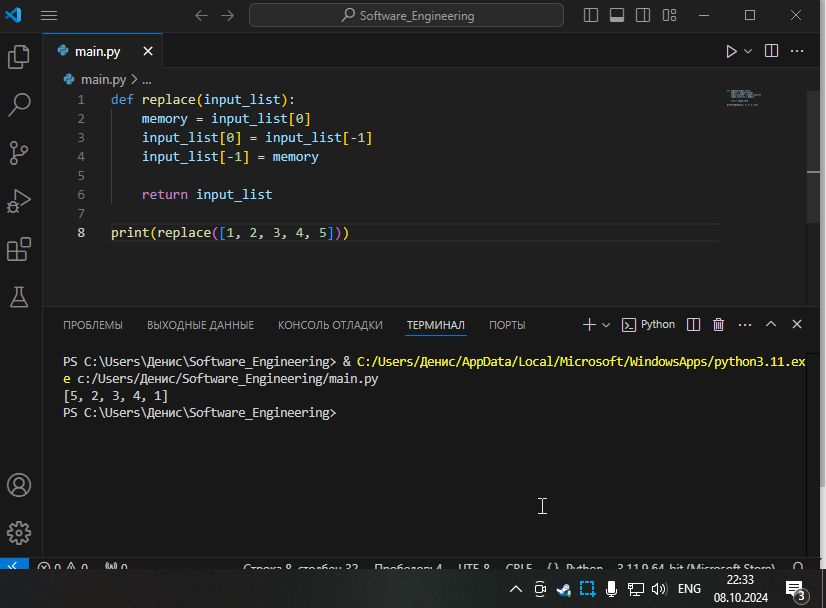 Software_Engineering
main.py
main.py > ...
1 def replace(input_list):
2     memory = input_list[0]
3     input_list[0] = input_list[-1]
4     input_list[-1] = memory
5
6     return input_list
7
8 print(replace([1, 2, 3, 4, 5]))
ПРОБЛЕМЫ ВЫХОДНЫЕ ДАННЫЕ КОНСОЛЬ ОТЛАДКИ ТЕРМИНАЛ ПОРТЫ Python
PS C:\Users\Денис\Software_Engineering> & C:/Users/Денис/AppData/Local/Microsoft/WindowsApps/python3.11.ex
e c:/Users/Денис/Software_Engineering/main.py
[5, 2, 3, 4, 1]
PS C:\Users\Денис\Software_Engineering>
0 0 0 Строка 8, столбец 32 Пробелов: 4 UTF-8 CRLF {} Python 3.11.9 64-bit (Microsoft Store)
ENG 22:33
08.10.2024 3